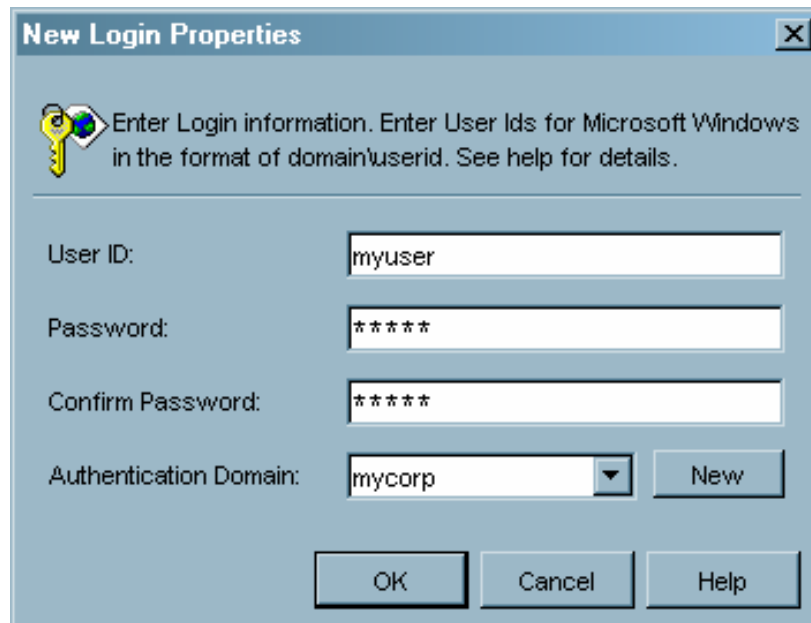 New Login Properties
Enter Login information. Enter User Ids for Microsoft Windows
in the format of domain\userid. See help for details.
User ID: myuser
Password: *****
Confirm Password: *****
Authentication Domain: mycorp New
OK Cancel Help